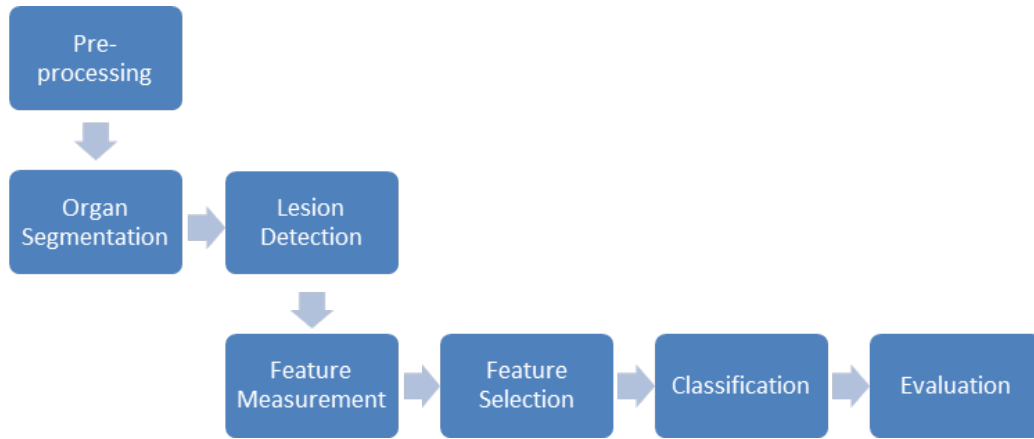 Pre-
processing
Organ
Segmentation
Lesion
Detection
Feature
Measurement
Feature
Selection
Classification
Evaluation